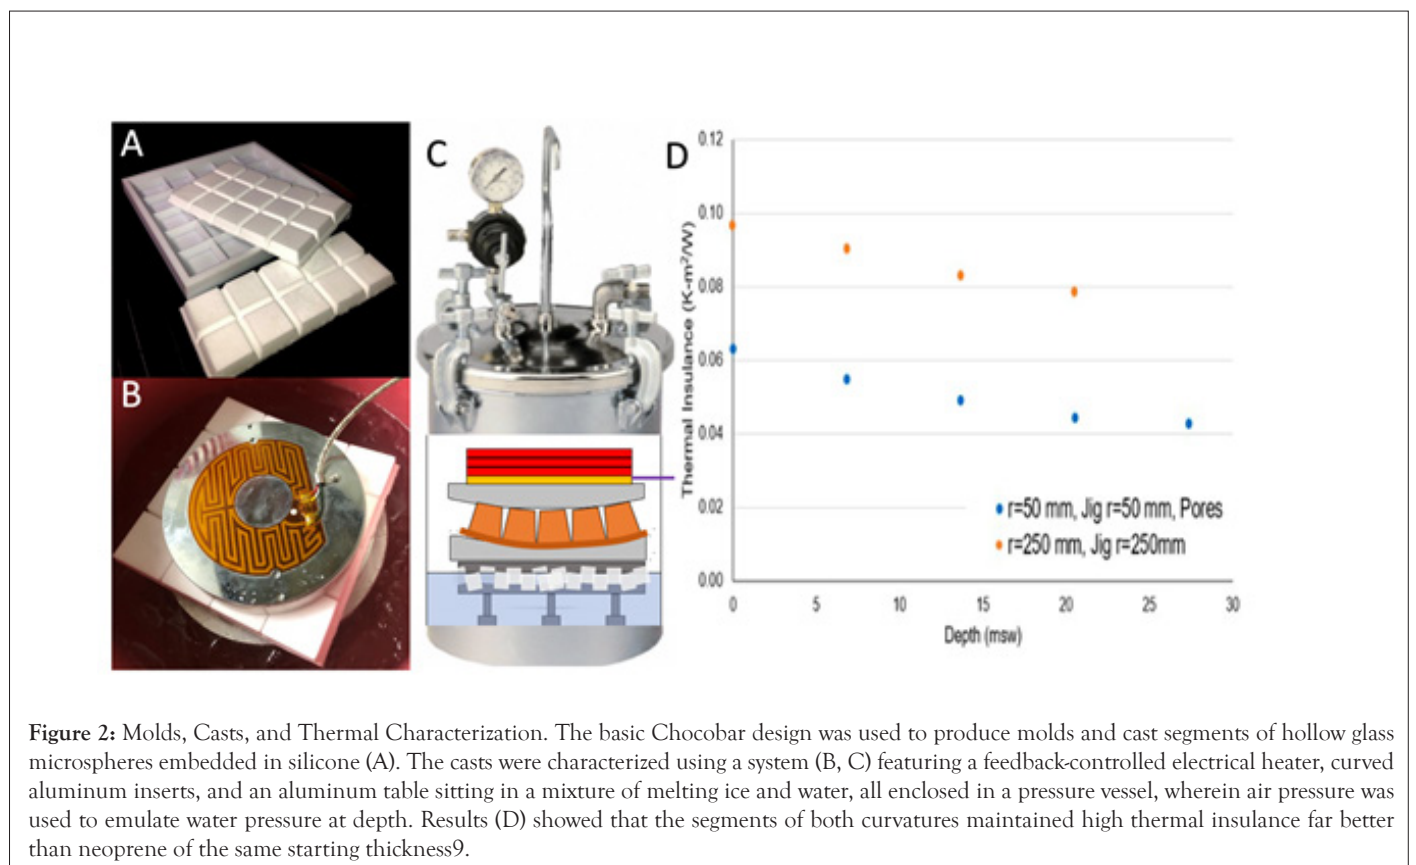 A
B
C
D
0.12
0.10
0.08
0.06
0.04
0.02
0.00
Thermal Insulance (K-m²/W)
r=50 mm, Jig r=50 mm, Pores
r=250 mm, Jig r=250mm
0 5 10 15 20 25 30
Depth (msw)
Figure 2: Molds, Casts, and Thermal Characterization. The basic Chocobar design was used to produce molds and cast segments of hollow glass
microspheres embedded in silicone (A). The casts were characterized using a system (B, C) featuring a feedback-controlled electrical heater, curved
aluminum inserts, and an aluminum table sitting in a mixture of melting ice and water, all enclosed in a pressure vessel, wherein air pressure was
used to emulate water pressure at depth. Results (D) showed that the segments of both curvatures maintained high thermal insulance far better
than neoprene of the same starting thickness9.